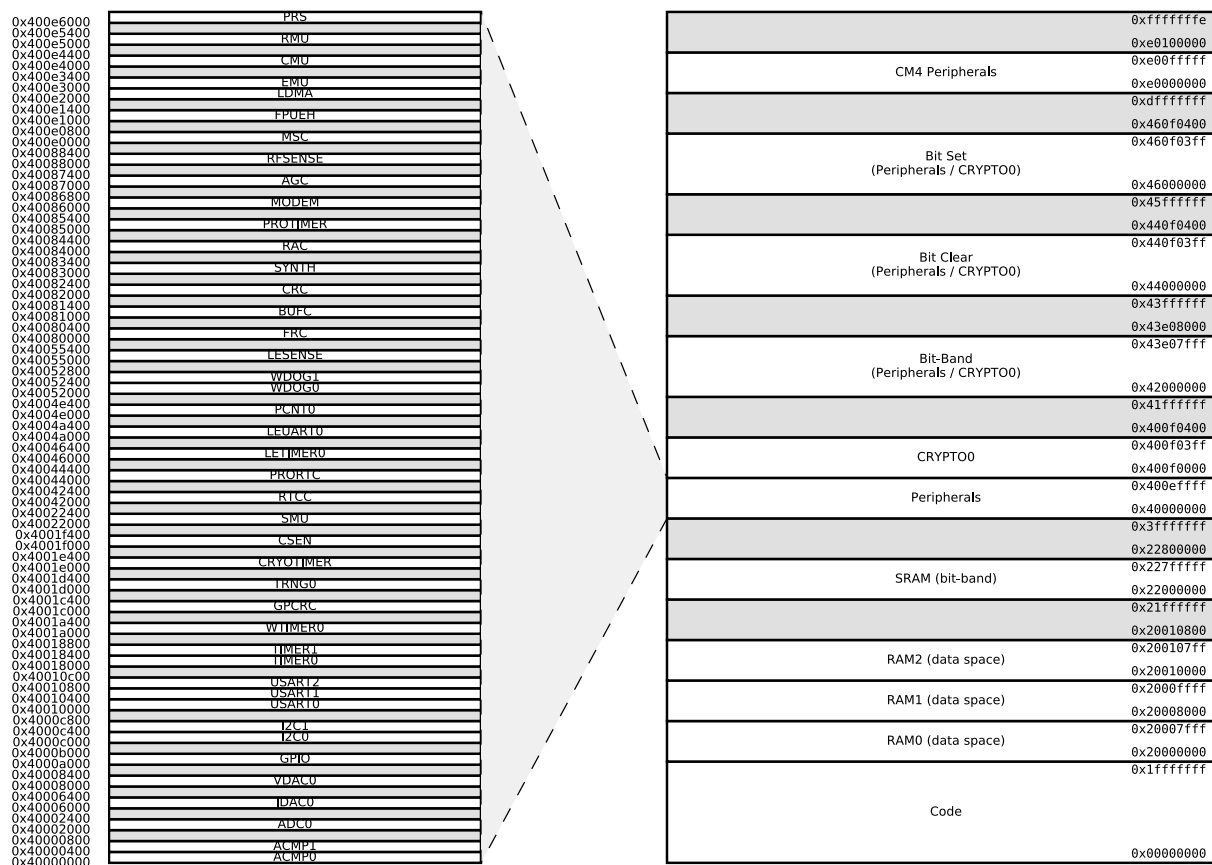 0x400e6000
0x400e5400
0x400e5000
0x400e4400
0x400e4000
0x400e3400
0x400e3000
0x400e2000
0x400e1400
0x400e1000
0x400e0800
0x400e0000
0x40088400
0x40088000
0x40087400
0x40087000
0x40086800
0x40086000
0x40085400
0x40085000
0x40084400
0x40084000
0x40083400
0x40083000
0x40082400
0x40082000
0x40081400
0x40081000
0x40080400
0x40080000
0x40055400
0x40055000
0x40052800
0x40052400
0x40052000
0x4004e400
0x4004e000
0x4004a400
0x4004a000
0x40046400
0x40046000
0x40044400
0x40044000
0x40042400
0x40042000
0x40022400
0x40022000
0x4001f400
0x4001f000
0x4001e400
0x4001e000
0x4001d400
0x4001d000
0x4001c400
0x4001c000
0x4001a400
0x4001a000
0x40018800
0x40018400
0x40018000
0x40010c00
0x40010800
0x40010400
0x40010000
0x4000c800
0x4000c400
0x4000c000
0x4000b000
0x4000a000
0x40008400
0x40008000
0x40006400
0x40006000
0x40002400
0x40002000
0x40000800
0x40000400
0x40000000
PRS
RMU
CMU
EMU
LDMA
FPUEH
MSC
RFSENSE
AGC
MODEM
PROTIMER
RAC
SYNTH
CRC
BUFC
FRC
LESENSE
WDOG1
WDOG0
PCNT0
LEUART0
LETIMER0
PRORTC
RTCC
SMU
CSEN
CRYOTIMER
TRNG0
GPCRC
WTIMER0
TIMER1
TIMER0
USART2
USART1
USART0
I2C1
I2C0
GPIO
VDAC0
IDAC0
ADC0
ACMP1
ACMP0
0xfffffffe
0xe0100000
0xe00fffff
CM4 Peripherals
0xe0000000
0xdfffffff
0x460f0400
0x460f03ff
Bit Set
(Peripherals / CRYPTO0)
0x46000000
0x45ffffff
0x440f0400
0x440f03ff
Bit Clear
(Peripherals / CRYPTO0)
0x44000000
0x43ffffff
0x43e08000
0x43e07fff
Bit-Band
(Peripherals / CRYPTO0)
0x42000000
0x41ffffff
0x400f0400
0x400f03ff
CRYPTO0
0x400f0000
0x400effff
Peripherals
0x40000000
0x3fffffff
0x22800000
0x227fffff
SRAM (bit-band)
0x22000000
0x21ffffff
0x20010800
0x200107ff
RAM2 (data space)
0x20010000
0x2000ffff
RAM1 (data space)
0x20008000
0x20007fff
RAM0 (data space)
0x20000000
0x1fffffff
Code
0x00000000